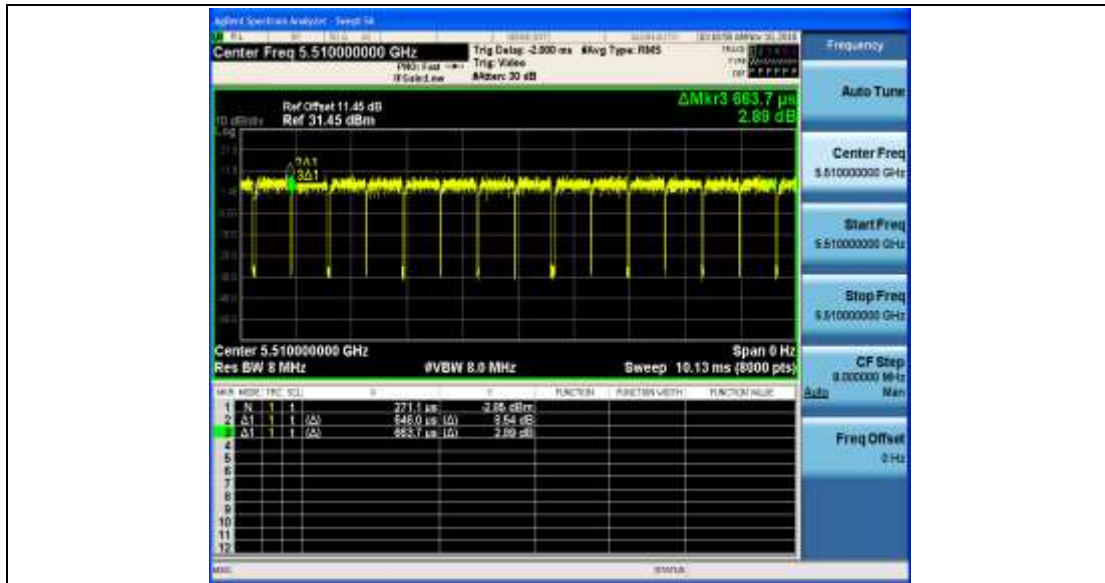 Agilent Spectrum Analyzer - Swept SA
Center Freq 5.510000000 GHz
PNO: Fast
IFGain:Low
Trig Delay: -2.000 ms
Trig: Video
#Atten: 30 dB
#Avg Type: RMS
TRACE
TYPE
DET P P P P P P
Frequency
Auto Tune
ΔMkr3 663.7 µs
2.89 dB
Ref Offset 11.45 dB
10 dB/div Ref 31.45 dBm
Log
2Δ1
3Δ1
Center Freq
5.510000000 GHz
Start Freq
5.510000000 GHz
Stop Freq
5.510000000 GHz
Center 5.510000000 GHz
Span 0 Hz
Res BW 8 MHz
#VBW 8.0 MHz
Sweep 10.13 ms (8000 pts)
CF Step
8.000000 MHz
Auto Man
MKR MODE TRC SCL X Y FUNCTION FUNCTION WIDTH FUNCTION VALUE
1 N 1 t 271.1 µs -2.85 dBm
2 Δ1 1 t (Δ) 646.0 µs (Δ)
3 Δ1 1 t (Δ) 663.7 µs (Δ) 2.89 dB
4
5
6
7
8
9
10
11
12
Freq Offset
0 Hz
MSG
STATUS